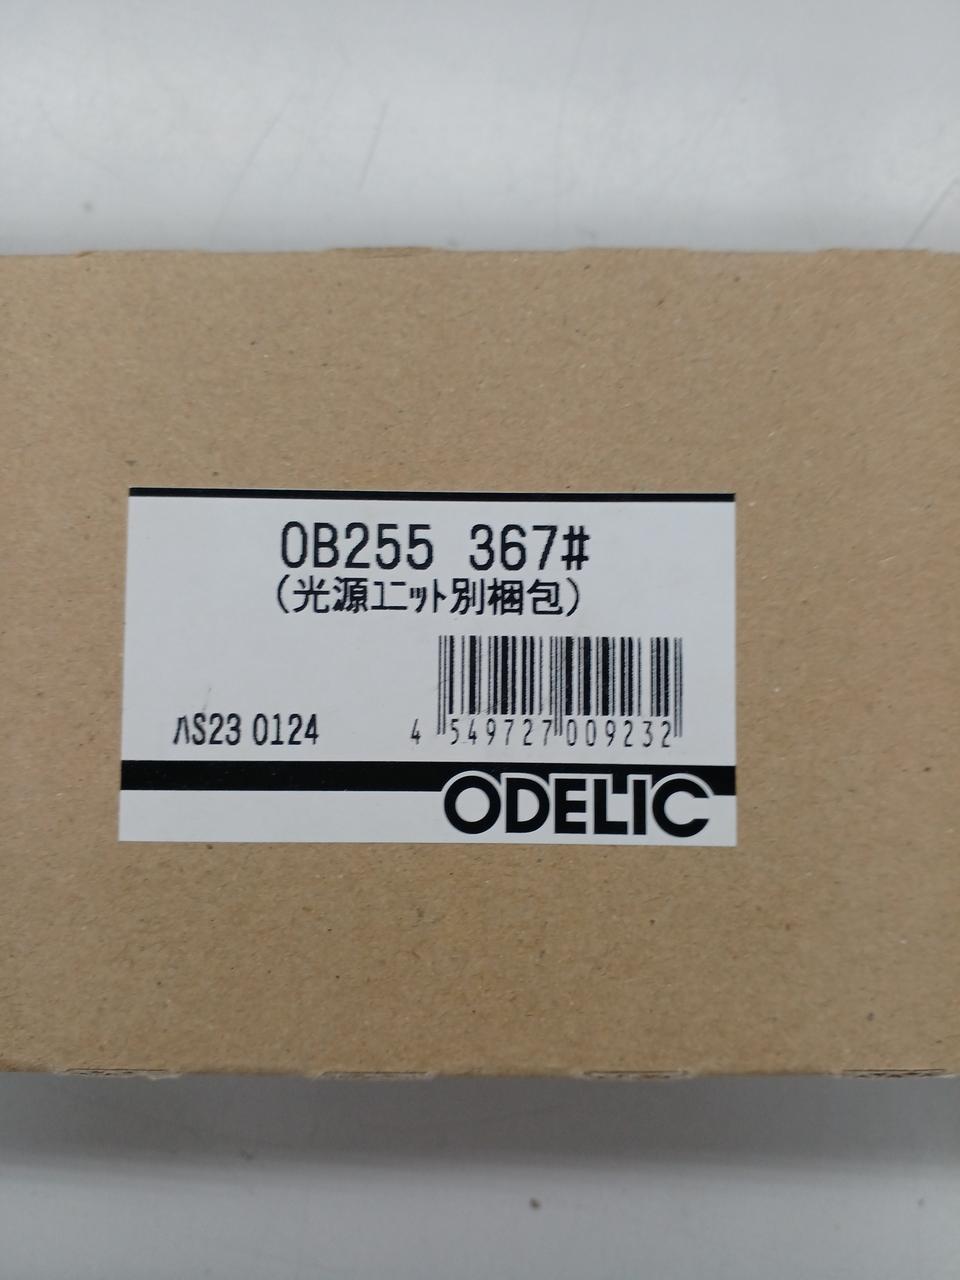 OB255 367#
(光源ユニット別梱包)
ハS23 0124
4 549727 009232
ODELIC